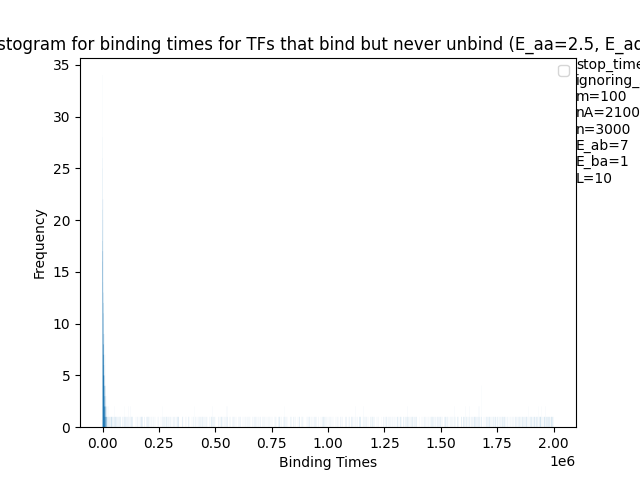 stogram for binding times for TFs that bind but never unbind (E_aa=2.5, E_ad
stop_time
ignoring_
m=100
nA=2100
n=3000
E_ab=7
E_ba=1
L=10
35
30
25
20
15
10
5
0
Frequency
0.00 0.25 0.50 0.75 1.00 1.25 1.50 1.75 2.00
1e6
Binding Times